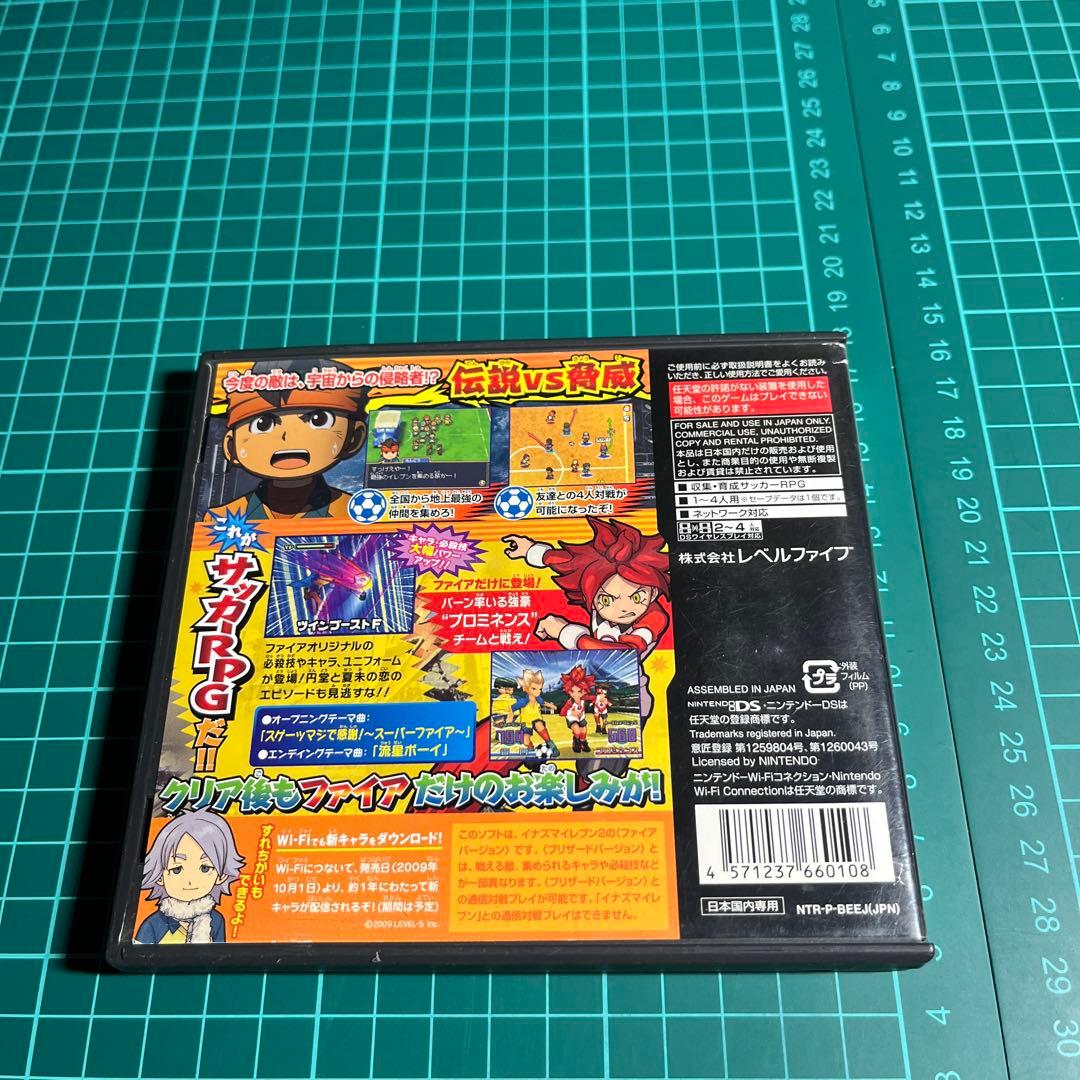 今度の敵は、宇宙からの侵略者!?
伝説vs脅威
すっげえやー!
全国から地上最強の
仲間を集めろ!
友達との4人対戦が
可能になったぞ!
これが
サッカーRPGだ!!
キャラ・必殺技
大幅パワー
アップ!!
ツインゴーストF
ファイアだけに登場!
バーン率いる強豪
“プロミネンス”
チームと戦え!
ファイアオリジナルの
必殺技やキャラ、ユニフォーム
が登場!円堂と夏未の恋の
エピソードも見逃すな!!
●オープニングテーマ曲:
「スゲーッマジで感謝!〜スーパーファイア〜」
●エンディングテーマ曲:「流星ボーイ」
クリア後もファイアだけのお楽しみが!
すれちがいも
できるよ!
Wi-Fiでも新キャラをダウンロード!
Wi-Fiにつないで、発売日(2009年
10月1日)より、約1年にわたって新
キャラが配信されるぞ!(期間は予定)
©2009 LEVEL-5 Inc.
このソフトは、イナズマイレブン2の〈ファイア
バージョン〉です。〈ブリザードバージョン〉と
は、戦える敵、集められるキャラや必殺技など
が一部異なります。〈ブリザードバージョン〉と
の通信対戦プレイが可能です。「イナズマイレ
ブン」との通信対戦プレイはできません。
ご使用前に必ず取扱説明書をよくお読み
いただき、正しい使用方法でご愛用ください。
任天堂の許諾がない装置を使用した
場合、このゲームはプレイできない
可能性があります。
FOR SALE AND USE IN JAPAN ONLY.
COMMERCIAL USE, UNAUTHORIZED
COPY AND RENTAL PROHIBITED.
本品は日本国内だけの販売および使用
とし、また商業目的の使用や無断複製
および賃貸は禁止されています。
■収集・育成サッカーRPG
■1〜4人用 ※セーブデータは1個です。
■ネットワーク対応
2〜4人対応
DSワイヤレスプレイ対応
株式会社レベルファイブ
プラ
外装
フィルム
(PP)
ASSEMBLED IN JAPAN
NINTENDO DS・ニンテンドーDSは
任天堂の登録商標です。
Trademarks registered in Japan.
意匠登録 第1259804号、第1260043号
Licensed by NINTENDO
ニンテンドーWi-Fiコネクション・Nintendo
Wi-Fi Connectionは任天堂の商標です。
4 571237 660108
日本国内専用
NTR-P-BEEJ(JPN)